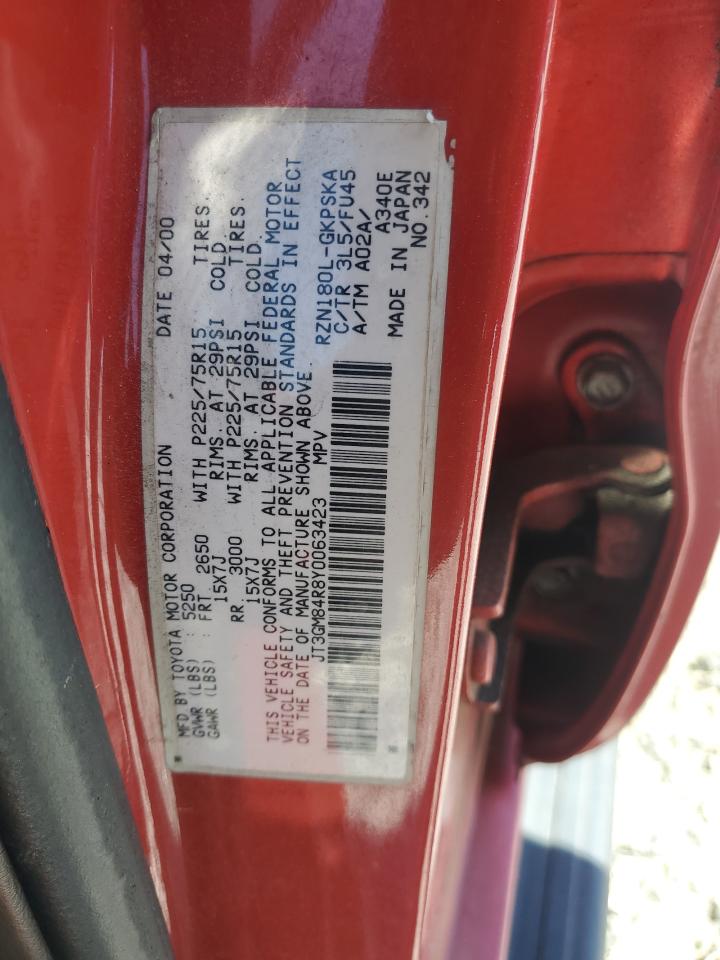 MFD BY TOYOTA MOTOR CORPORATION DATE 04/00
GVWR (LBS) : 5250
GAWR (LBS) : FRT 2650 WITH P225/75R15 TIRES.
15X7J RIMS. AT 29PSI COLD.
RR. 3000 WITH P225/75R15 TIRES.
15X7J RIMS. AT 29PSI COLD.
THIS VEHICLE CONFORMS TO ALL APPLICABLE FEDERAL MOTOR
VEHICLE SAFETY AND THEFT PREVENTION STANDARDS IN EFFECT
ON THE DATE OF MANUFACTURE SHOWN ABOVE.
JT3GM84R8Y0063423 MPV
RZN180L-GKPSKA
C/TR 3L5/FU45
A/TM A02A/
A340E
MADE IN JAPAN
NO.342